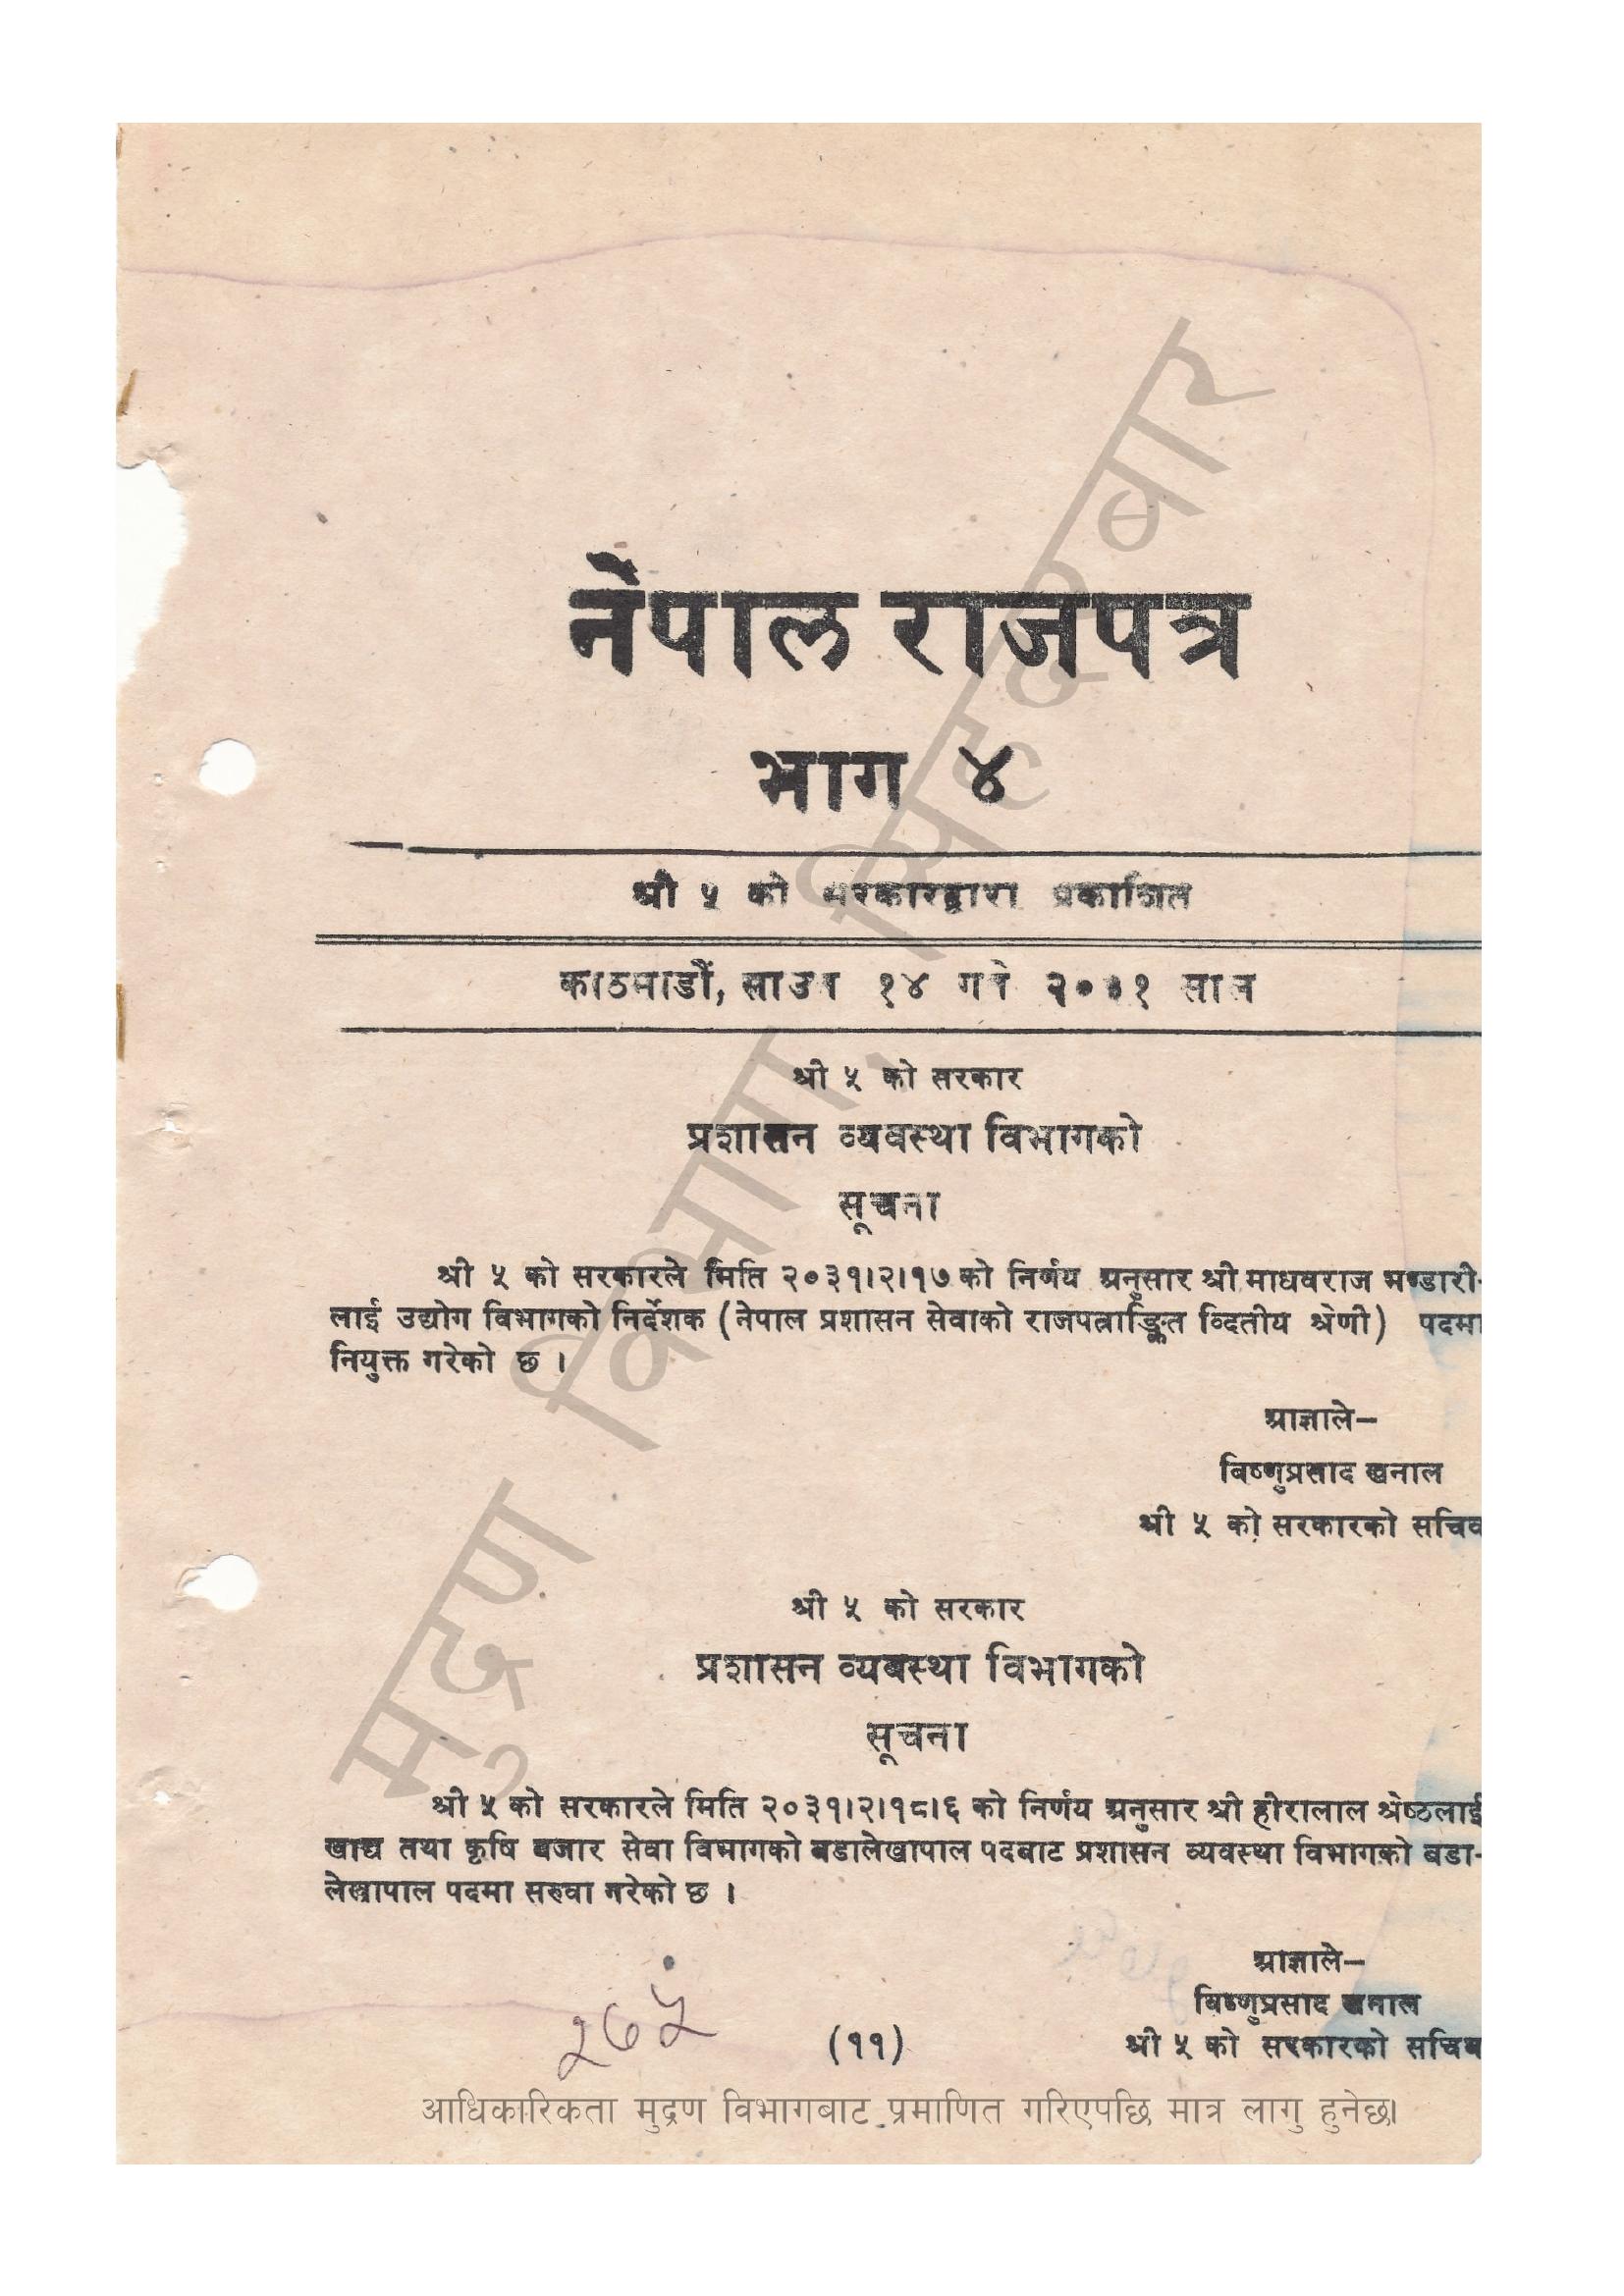 नेपाल राजपत्र
भाग ४
श्री ५ को सरकारद्वारा प्रकाशित
काठमाडौं, साउन १४ गते २०३१ साल
श्री ५ को सरकार
प्रशासन व्यवस्था विभागको
सूचना
श्री ५ को सरकारले मिति २०३१।२।१७ को निर्णय अनुसार श्री माधवराज भण्डारी-
लाई उद्योग विभागको निर्देशक (नेपाल प्रशासन सेवाको राजपत्राङ्कित द्वितीय श्रेणी) पदमा
नियुक्त गरेको छ ।
आज्ञाले—
विष्णुप्रसाद खनाल
श्री ५ को सरकारको सचिव
श्री ५ को सरकार
प्रशासन व्यवस्था विभागको
सूचना
श्री ५ को सरकारले मिति २०३१।२।१८।६ को निर्णय अनुसार श्री हीरालाल श्रेष्ठलाई
खाद्य तथा कृषि बजार सेवा विभागको बडालेखापाल पदबाट प्रशासन व्यवस्था विभागको बडा-
लेखापाल पदमा सरुवा गरेको छ ।
आज्ञाले—
विष्णुप्रसाद खनाल
श्री ५ को सरकारको सचिव
२७५
(११)
मुद्रण विभाग, सिंहदरबार
आधिकारिकता मुद्रण विभागबाट प्रमाणित गरिएपछि मात्र लागु हुनेछ।